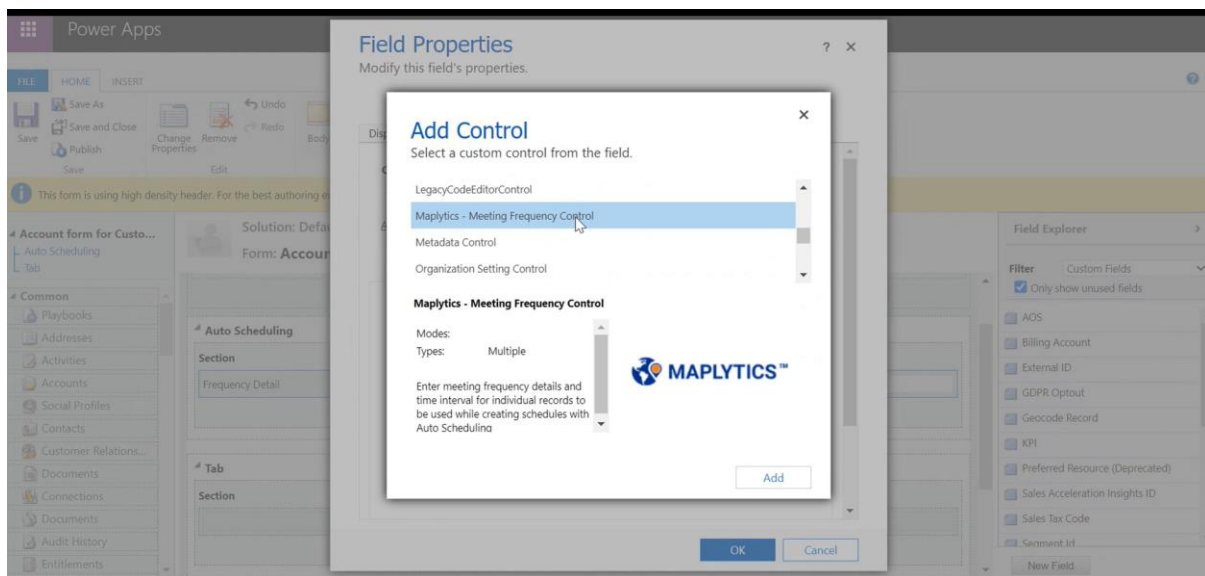 Power Apps
FILE HOME INSERT
Save
Save As
Save and Close
Publish
Save
Change Properties
Remove
Undo
Redo
Edit
Body
This form is using high density header. For the best authoring e
Account form for Custo...
Auto Scheduling
Tab
Common
Playbooks
Addresses
Activities
Accounts
Social Profiles
Contacts
Customer Relations...
Documents
Connections
Documents
Audit History
Entitlements
Solution: Defau
Form: Accour
Auto Scheduling
Section
Frequency Detail
Tab
Section
Field Properties
? ×
Modify this field's properties.
Disp
Add Control
×
Select a custom control from the field.
LegacyCodeEditorControl
Maplytics - Meeting Frequency Control
Metadata Control
Organization Setting Control
Maplytics - Meeting Frequency Control
Modes:
Types: Multiple
Enter meeting frequency details and
time interval for individual records to
be used while creating schedules with
Auto Scheduling
MAPLYTICS™
Add
OK Cancel
Field Explorer
Filter Custom Fields
Only show unused fields
AOS
Billing Account
External ID
GDPR Optout
Geocode Record
KPI
Preferred Resource (Deprecated)
Sales Acceleration Insights ID
Sales Tax Code
Segment Id
New Field